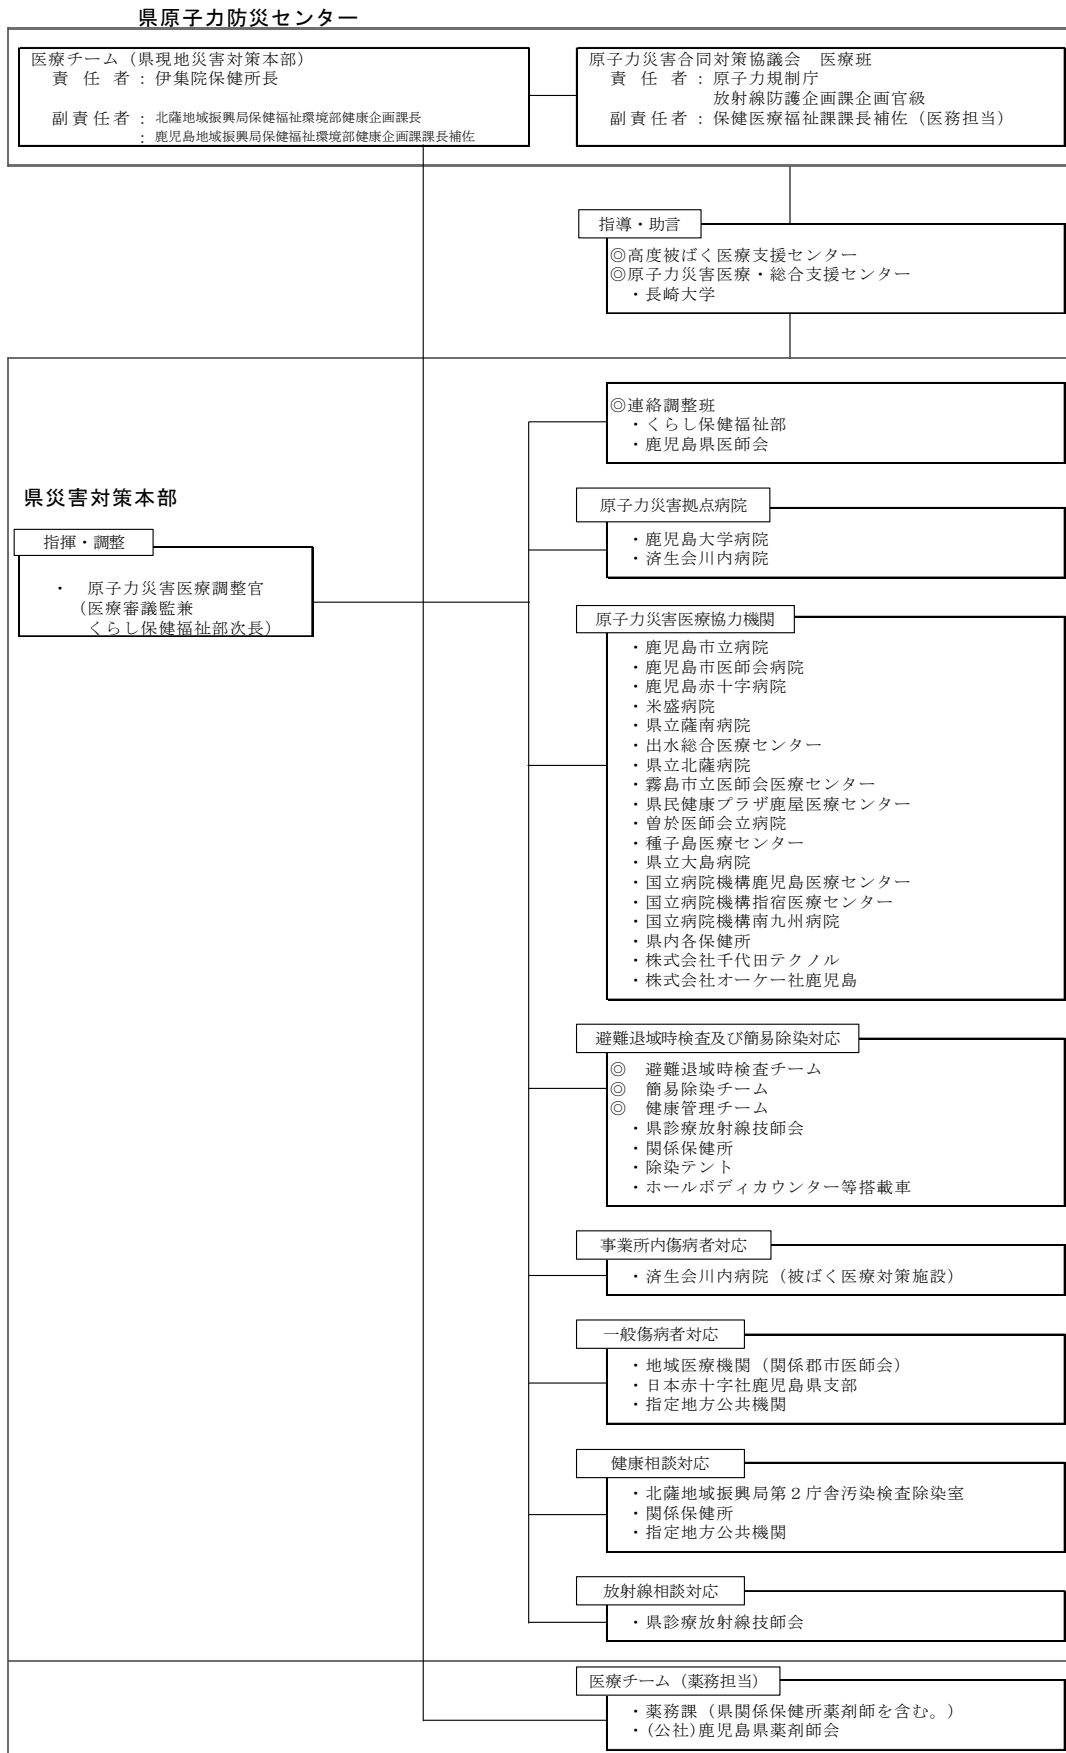 県原子力防災センター
医療チーム（県現地災害対策本部）
責任者：伊集院保健所長
副責任者：北薩地域振興局保健福祉環境部健康企画課長
：鹿児島地域振興局保健福祉環境部健康企画課課長補佐
原子力災害合同対策協議会　医療班
責任者：原子力規制庁
放射線防護企画課企画官級
副責任者：保健医療福祉課課長補佐（医務担当）
指導・助言
◎高度被ばく医療支援センター
◎原子力災害医療・総合支援センター
・長崎大学
◎連絡調整班
・くらし保健福祉部
・鹿児島県医師会
県災害対策本部
指揮・調整
・　原子力災害医療調整官
（医療審議監兼
くらし保健福祉部次長）
原子力災害拠点病院
・鹿児島大学病院
・済生会川内病院
原子力災害医療協力機関
・鹿児島市立病院
・鹿児島市医師会病院
・鹿児島赤十字病院
・米盛病院
・県立薩南病院
・出水総合医療センター
・県立北薩病院
・霧島市立医師会医療センター
・県民健康プラザ鹿屋医療センター
・曽於医師会立病院
・種子島医療センター
・県立大島病院
・国立病院機構鹿児島医療センター
・国立病院機構指宿医療センター
・国立病院機構南九州病院
・県内各保健所
・株式会社千代田テクノル
・株式会社オーケー社鹿児島
避難退域時検査及び簡易除染対応
◎　避難退域時検査チーム
◎　簡易除染チーム
◎　健康管理チーム
・県診療放射線技師会
・関係保健所
・除染テント
・ホールボディカウンター等搭載車
事業所内傷病者対応
・済生会川内病院（被ばく医療対策施設）
一般傷病者対応
・地域医療機関（関係郡市医師会）
・日本赤十字社鹿児島県支部
・指定地方公共機関
健康相談対応
・北薩地域振興局第２庁舎汚染検査除染室
・関係保健所
・指定地方公共機関
放射線相談対応
・県診療放射線技師会
医療チーム（薬務担当）
・薬務課（県関係保健所薬剤師を含む。）
・(公社)鹿児島県薬剤師会